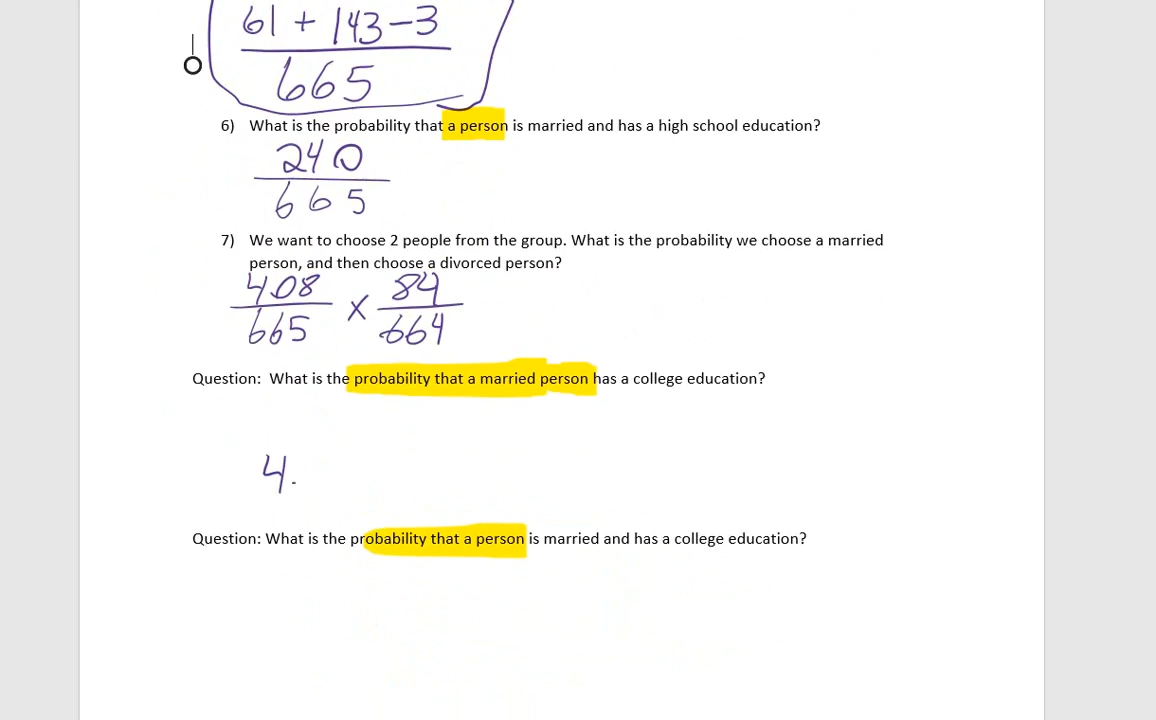 61 + 143 - 3
665
6) What is the probability that a person is married and has a high school education?
240
665
7) We want to choose 2 people from the group. What is the probability we choose a married
person, and then choose a divorced person?
408 x 84
665 664
Question: What is the probability that a married person has a college education?
4.
Question: What is the probability that a person is married and has a college education?